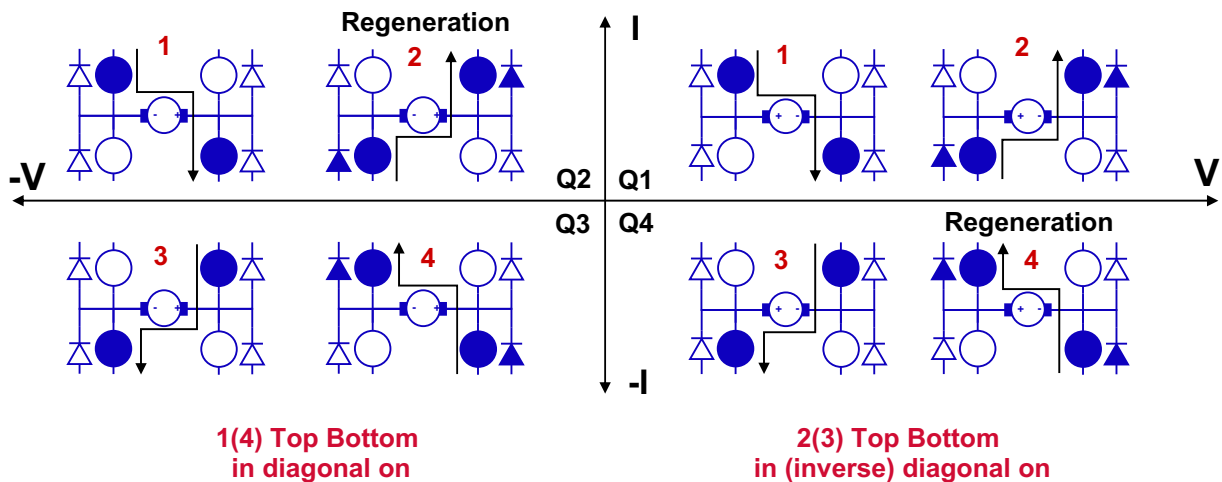 Regeneration
I
1
2
1
2
- +
- +
+ -
+ -
-V
Q2
Q1
V
Q3
Q4
Regeneration
3
4
3
4
- +
- +
+ -
+ -
-I
1(4) Top Bottom
in diagonal on
2(3) Top Bottom
in (inverse) diagonal on